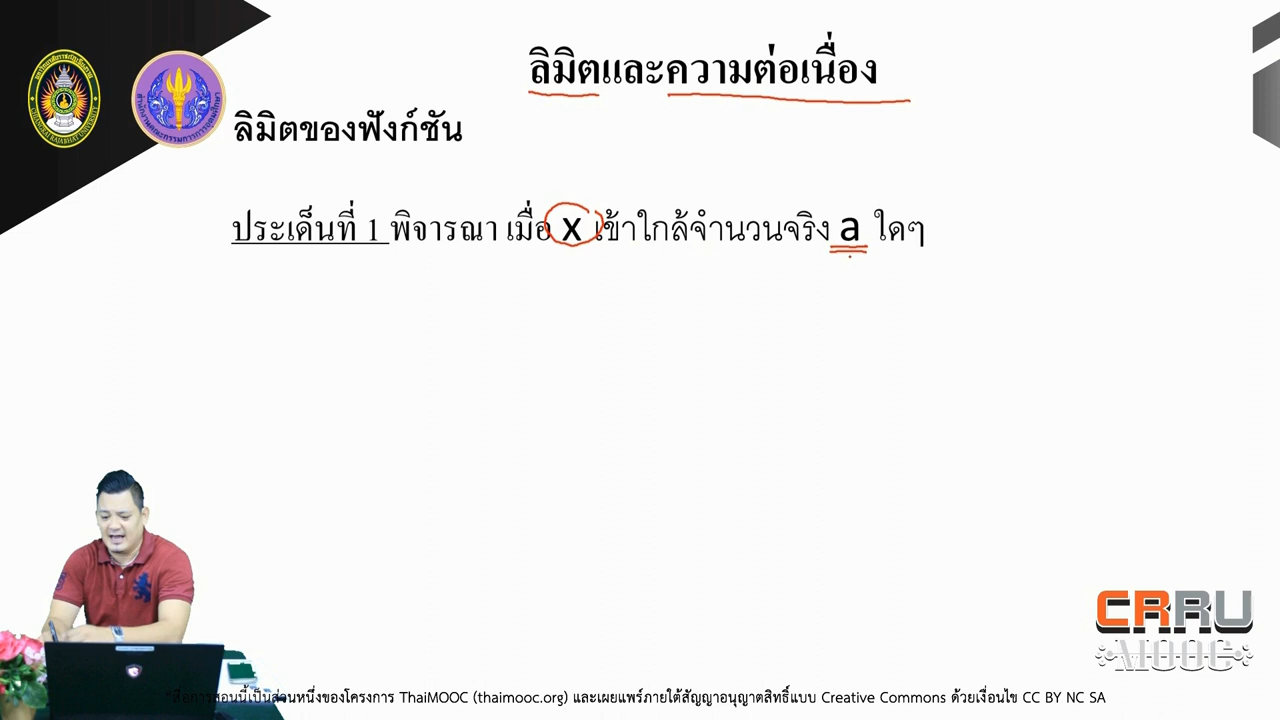 ลิมิตและความต่อเนื่อง
ลิมิตของฟังก์ชัน
ประเด็นที่ 1 พิจารณา เมื่อ x เข้าใกล้จำนวนจริง a ใดๆ
CRRU
MOOC
"สื่อการสอนนี้เป็นส่วนหนึ่งของโครงการ ThaiMOOC (thaimooc.org) และเผยแพร่ภายใต้สัญญาอนุญาตสิทธิ์แบบ Creative Commons ด้วยเงื่อนไข CC BY NC SA